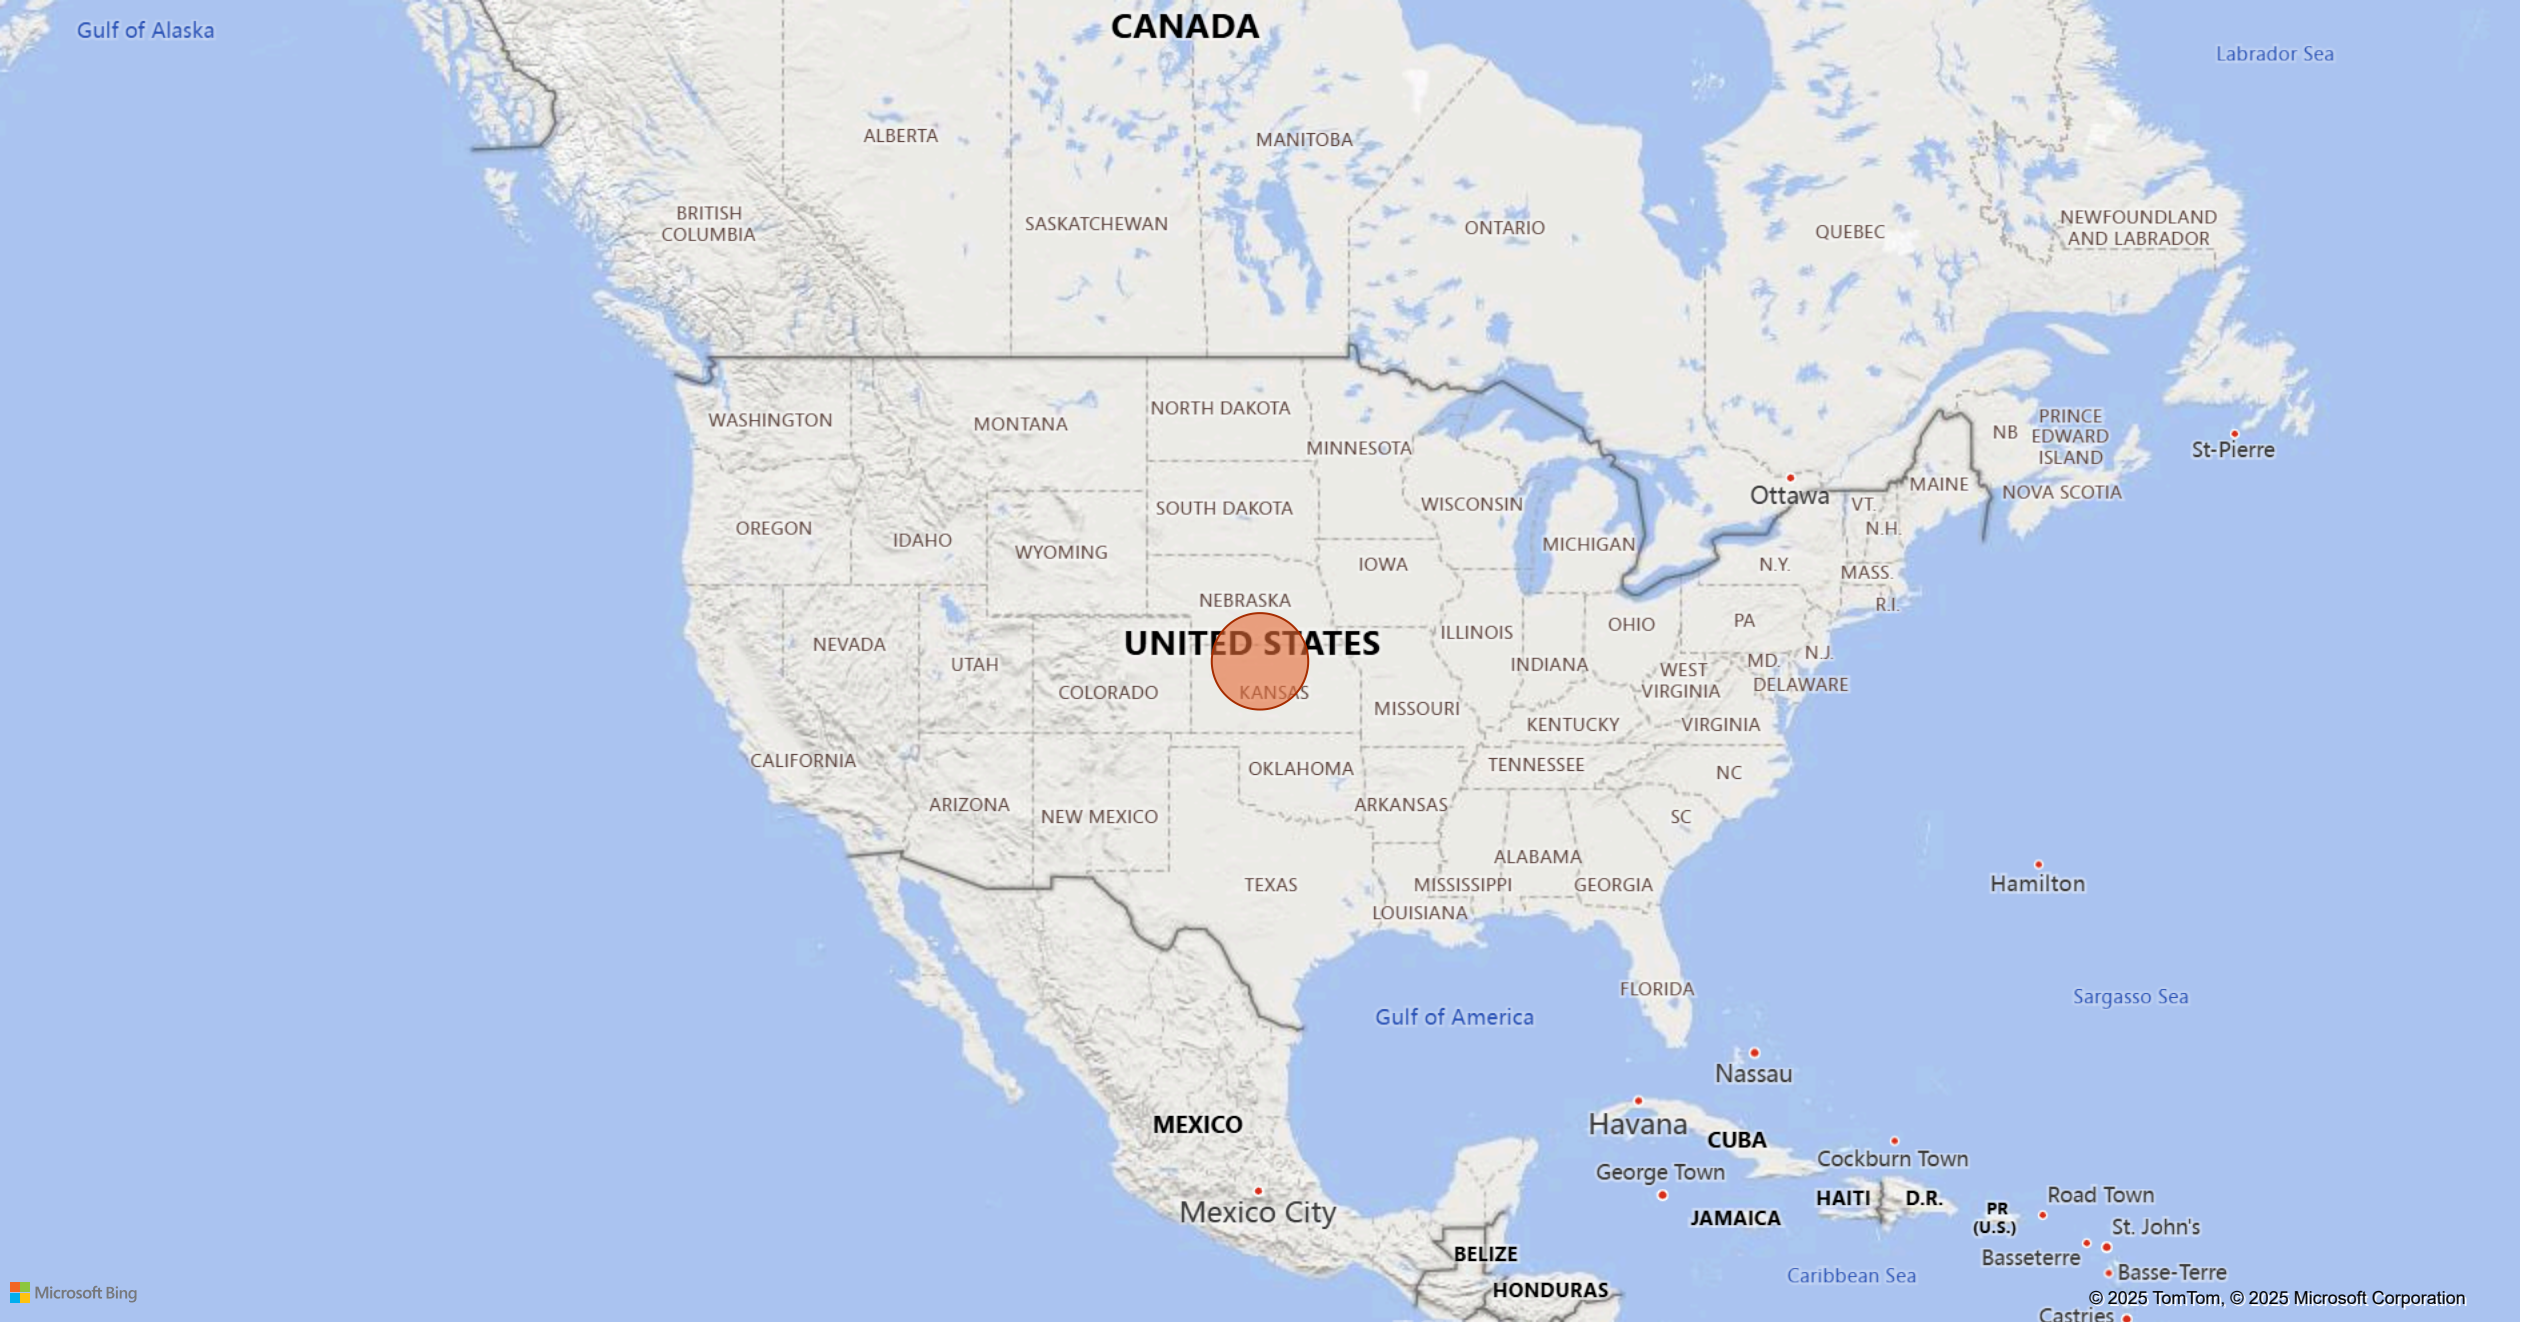 CANADA
Gulf of Alaska
Labrador Sea
ALBERTA
MANITOBA
BRITISH
COLUMBIA
SASKATCHEWAN
ONTARIO
QUEBEC
NEWFOUNDLAND
AND LABRADOR
WASHINGTON
MONTANA
NORTH DAKOTA
MINNESOTA
NB
PRINCE
EDWARD
ISLAND
St-Pierre
Ottawa
MAINE
NOVA SCOTIA
VT.
N.H.
OREGON
IDAHO
WYOMING
SOUTH DAKOTA
WISCONSIN
MICHIGAN
IOWA
N.Y.
MASS.
R.I.
NEBRASKA
UNITED STATES
ILLINOIS
OHIO
PA
NEVADA
UTAH
COLORADO
KANSAS
MISSOURI
INDIANA
WEST
VIRGINIA
MD.
N.J.
DELAWARE
KENTUCKY
VIRGINIA
CALIFORNIA
OKLAHOMA
TENNESSEE
NC
ARIZONA
NEW MEXICO
ARKANSAS
SC
TEXAS
ALABAMA
MISSISSIPPI
GEORGIA
LOUISIANA
Hamilton
FLORIDA
Gulf of America
Sargasso Sea
Nassau
MEXICO
Havana
CUBA
Cockburn Town
George Town
Mexico City
JAMAICA
HAITI
D.R.
PR
(U.S.)
Road Town
St. John's
BELIZE
Basseterre
Caribbean Sea
Basse-Terre
HONDURAS
Castries
Microsoft Bing
© 2025 TomTom, © 2025 Microsoft Corporation